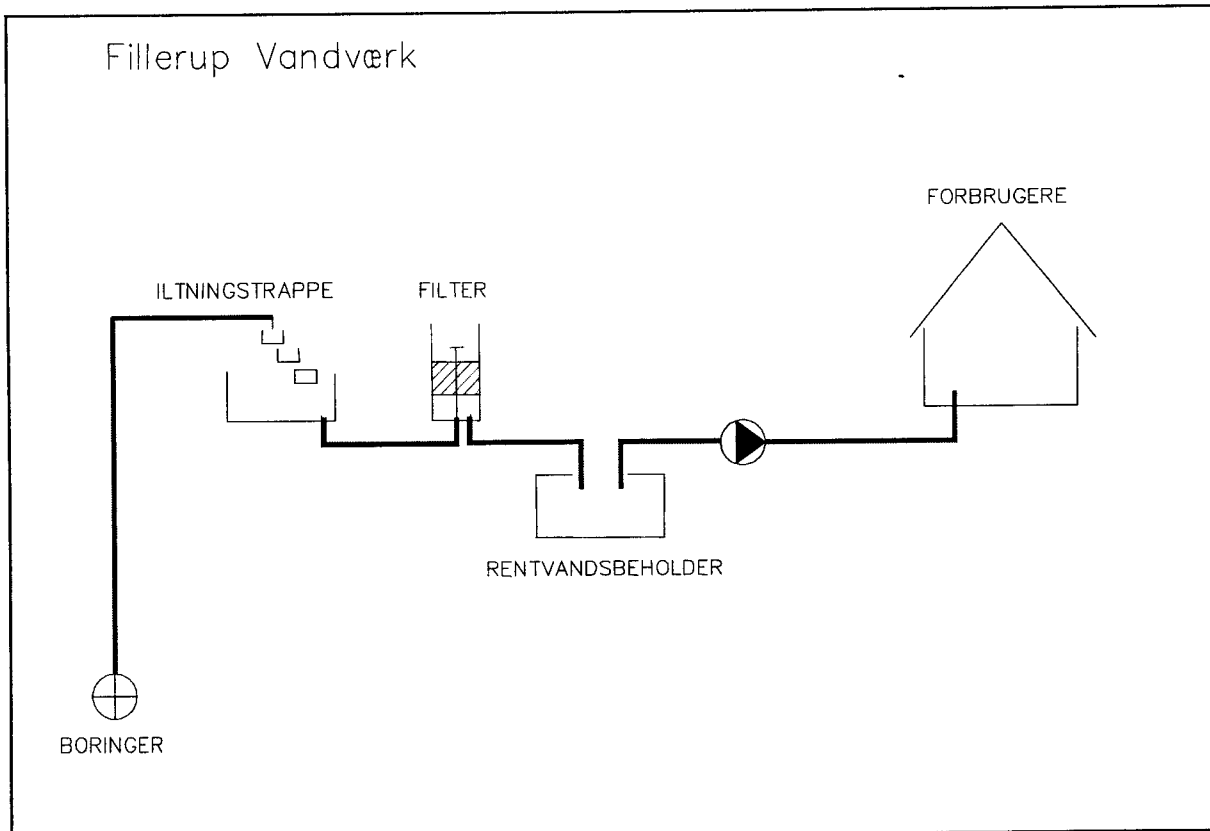 Fillerup Vandværk
FORBRUGERE
ILTNINGSTRAPPE
FILTER
RENTVANDSBEHOLDER
BORINGER